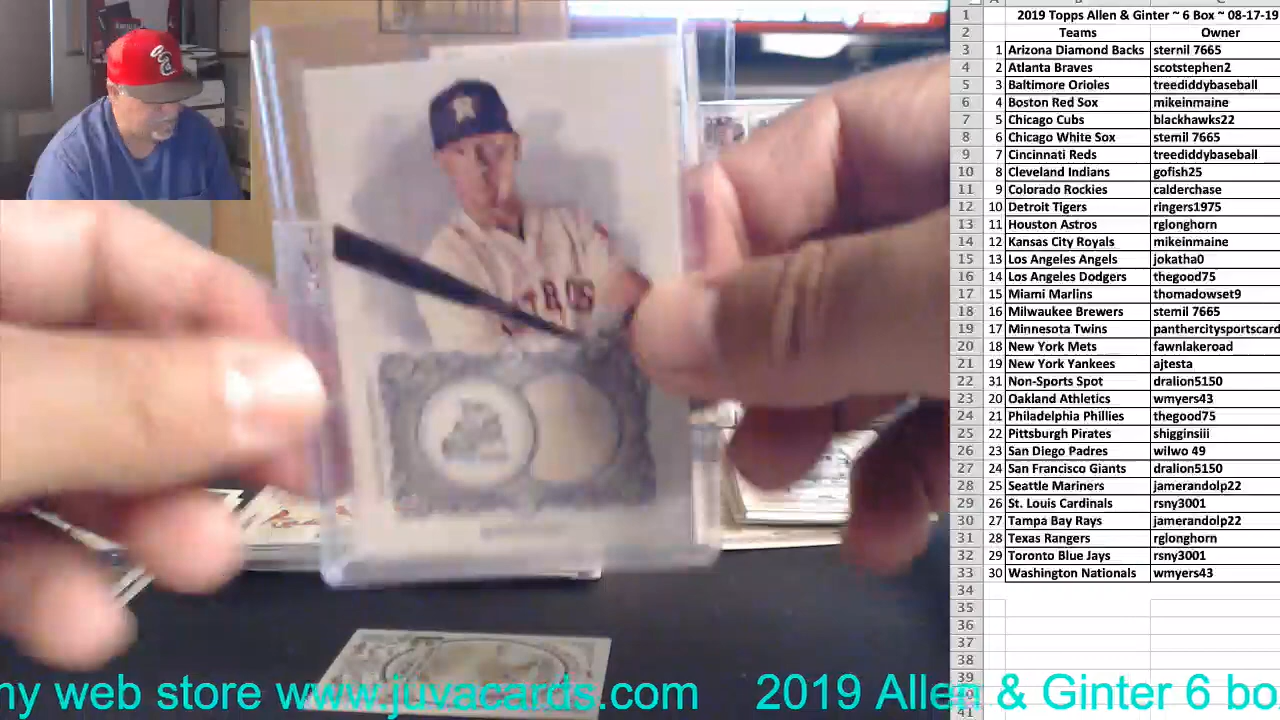 1 2019 Topps Allen & Ginter ~ 6 Box ~ 08-17-19
2 Teams Owner
3 1 Arizona Diamond Backs sternil 7665
4 2 Atlanta Braves scotstephen2
5 3 Baltimore Orioles treediddybaseball
6 4 Boston Red Sox mikeinmaine
7 5 Chicago Cubs blackhawks22
8 6 Chicago White Sox sternil 7665
9 7 Cincinnati Reds treediddybaseball
10 8 Cleveland Indians gofish25
11 9 Colorado Rockies calderchase
12 10 Detroit Tigers ringers1975
13 11 Houston Astros rglonghorn
14 12 Kansas City Royals mikeinmaine
15 13 Los Angeles Angels jokatha0
16 14 Los Angeles Dodgers thegood75
17 15 Miami Marlins thomadowset9
18 16 Milwaukee Brewers sternil 7665
19 17 Minnesota Twins panthercitysportscard
20 18 New York Mets fawnlakeroad
21 19 New York Yankees ajtesta
22 31 Non-Sports Spot dralion5150
23 20 Oakland Athletics wmyers43
24 21 Philadelphia Phillies thegood75
25 22 Pittsburgh Pirates shigginsiii
26 23 San Diego Padres wilwo 49
27 24 San Francisco Giants dralion5150
28 25 Seattle Mariners jamerandolp22
29 26 St. Louis Cardinals rsny3001
30 27 Tampa Bay Rays jamerandolp22
31 28 Texas Rangers rglonghorn
32 29 Toronto Blue Jays rsny3001
33 30 Washington Nationals wmyers43
34
35
36
37
38
39
41
my web store www.juvacards.com 2019 Allen & Ginter 6 box